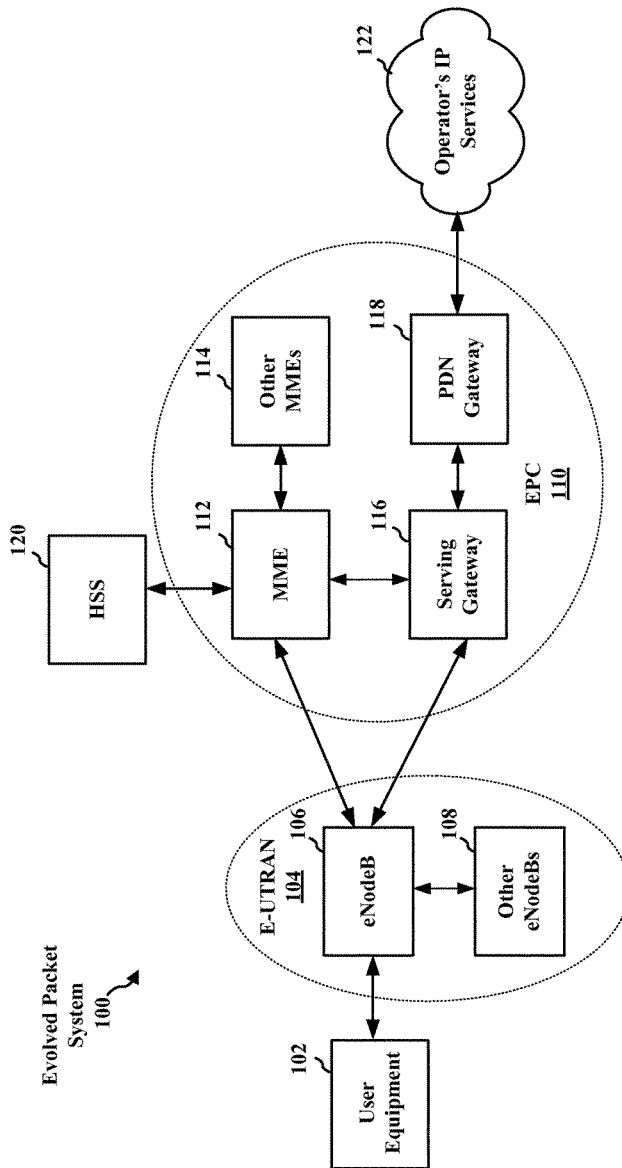 Evolved Packet
System
100
102
User
Equipment
E-UTRAN
104
106
eNodeB
108
Other
eNodeBs
120
HSS
112
MME
114
Other
MMEs
116
Serving
Gateway
118
PDN
Gateway
EPC
110
122
Operator's IP
Services